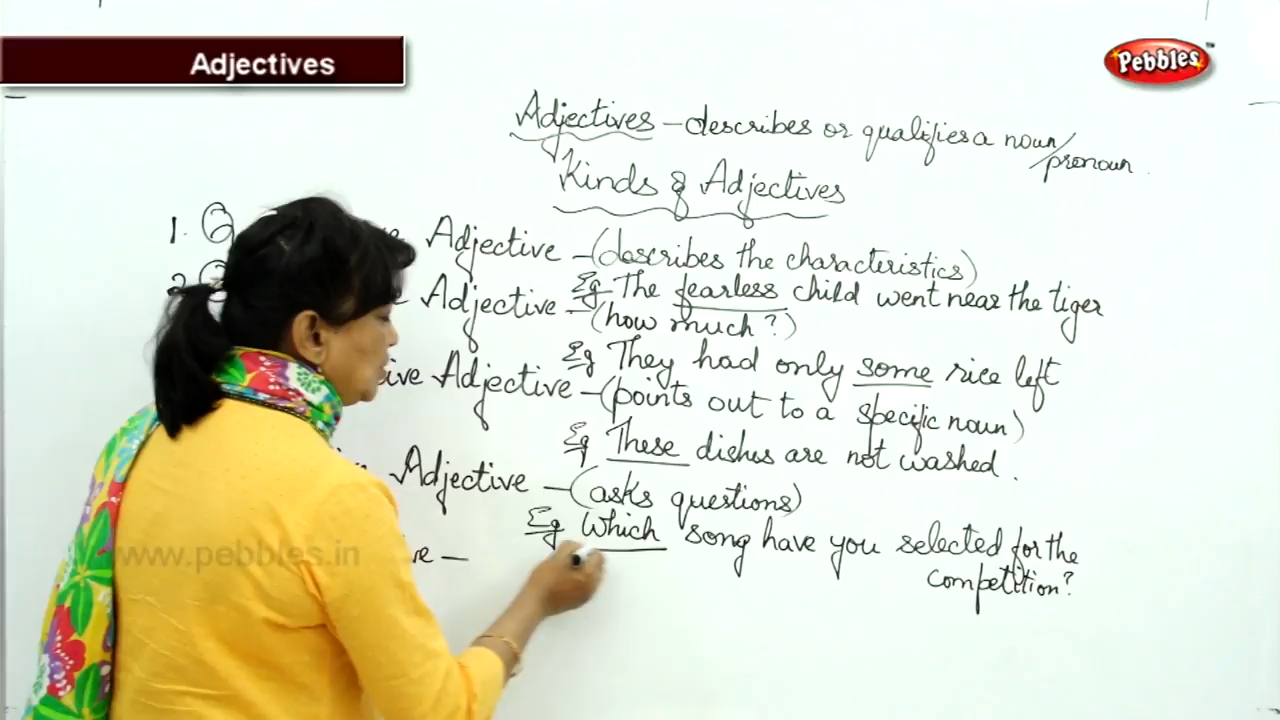 Adjectives
Pebbles
TM
Adjectives – describes or qualifies a noun/
pronoun
Kinds of Adjectives
1. Adjective – (describes the characteristics)
Eg The fearless child went near the tiger
2. Adjective – (how much?)
Eg They had only some rice left
Adjective – (points out to a specific noun)
Eg These dishes are not washed.
Adjective – (asks questions)
Eg Which song have you selected for the
competition?
www.pebbles.in